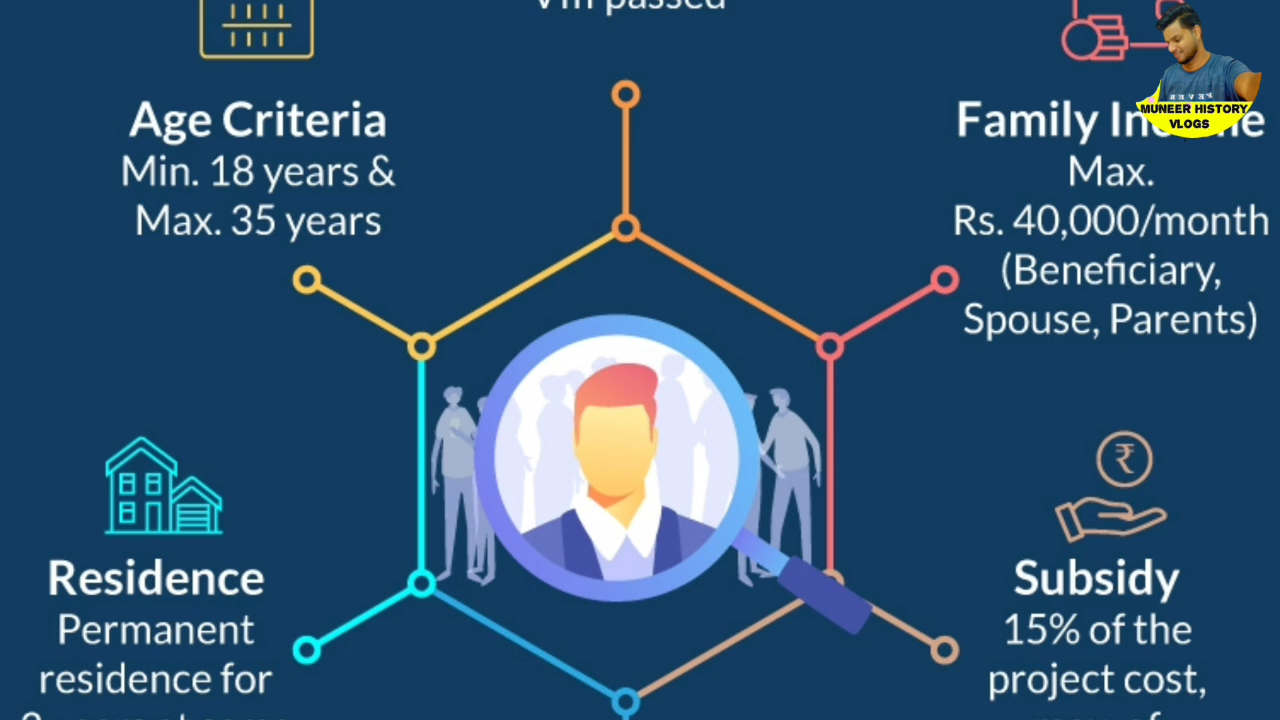 VIII passed
Age Criteria
Min. 18 years &
Max. 35 years
Family In
Max.
Rs. 40,000/month
(Beneficiary,
Spouse, Parents)
MUNEER HISTORY
VLOGS
₹
Residence
Permanent
residence for
Subsidy
15% of the
project cost,